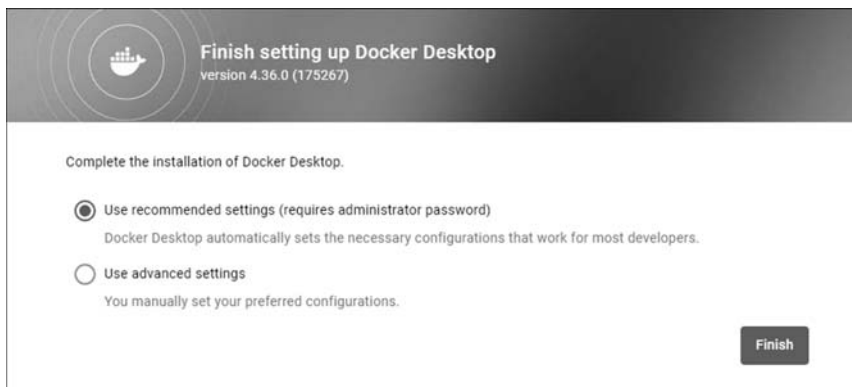 Finish setting up Docker Desktop
version 4.36.0 (175267)
Complete the installation of Docker Desktop.
Use recommended settings (requires administrator password)
Docker Desktop automatically sets the necessary configurations that work for most developers.
Use advanced settings
You manually set your preferred configurations.
Finish